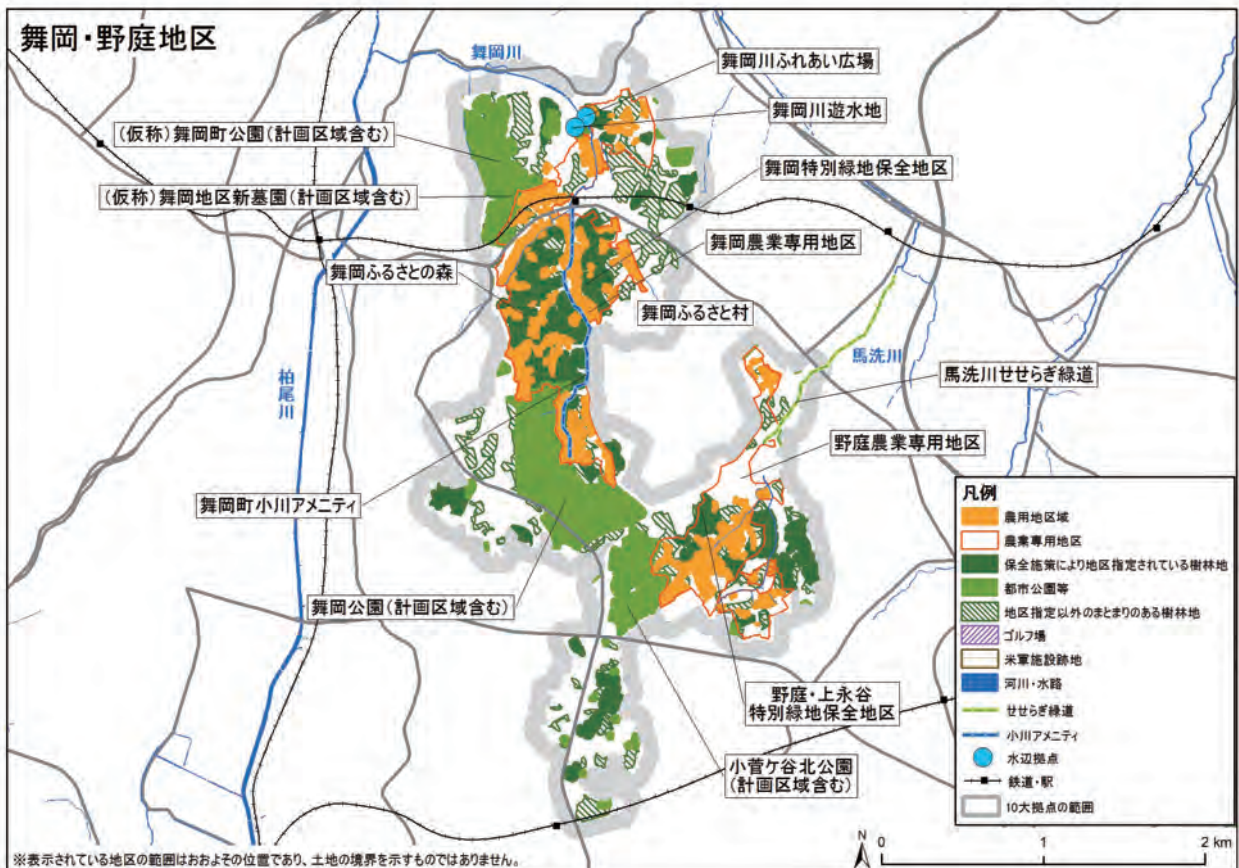 舞岡・野庭地区
舞岡川
舞岡川ふれあい広場
舞岡川遊水地
(仮称)舞岡町公園(計画区域含む)
舞岡特別緑地保全地区
(仮称)舞岡地区新墓園(計画区域含む)
舞岡農業専用地区
舞岡ふるさとの森
舞岡ふるさと村
馬洗川
馬洗川せせらぎ緑道
柏尾川
野庭農業専用地区
舞岡町小川アメニティ
舞岡公園(計画区域含む)
野庭・上永谷
特別緑地保全地区
小菅ケ谷北公園
(計画区域含む)
凡例
農用地区域
農業専用地区
保全施策により地区指定されている樹林地
都市公園等
地区指定以外のまとまりのある樹林地
ゴルフ場
米軍施設跡地
河川・水路
せせらぎ緑道
小川アメニティ
水辺拠点
鉄道・駅
10大拠点の範囲
N
0 1 2 km
※表示されている地区の範囲はおおよその位置であり、土地の境界を示すものではありません。